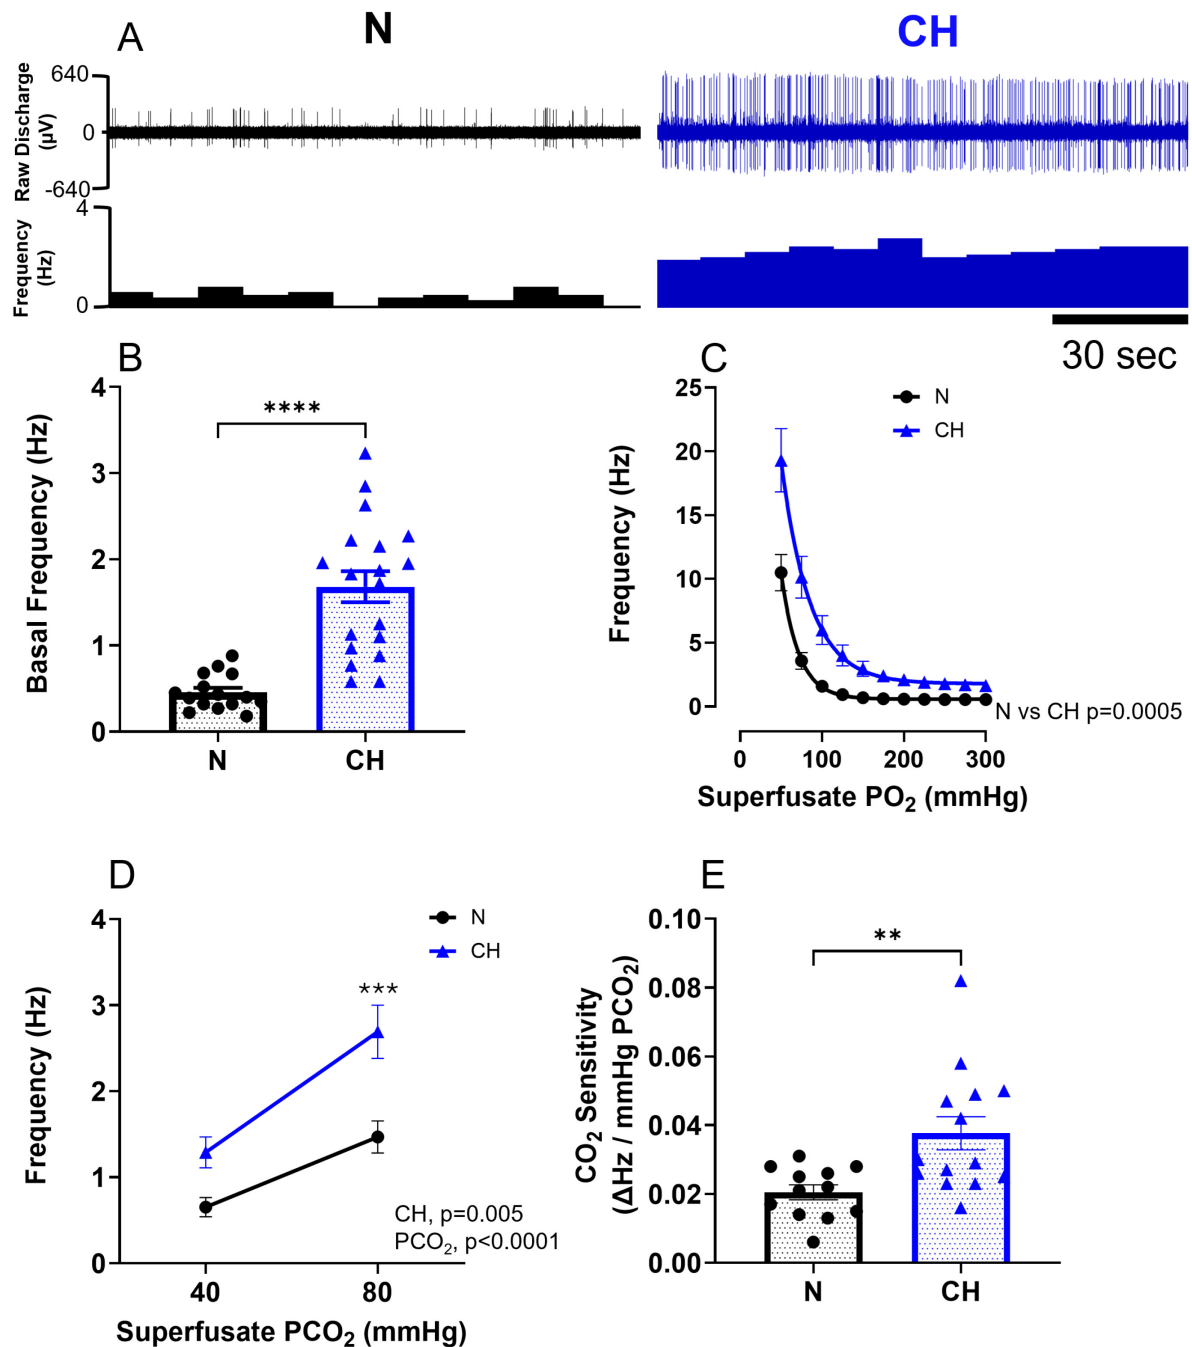 A
N
CH
Raw Discharge
(µV)
640
0
-640
Frequency
(Hz)
4
0
30 sec
B
Basal Frequency (Hz)
4
3
2
1
0
****
N
CH
C
Frequency (Hz)
25
20
15
10
5
0
N
CH
N vs CH p=0.0005
0
100
200
300
Superfusate PO₂ (mmHg)
D
Frequency (Hz)
4
3
2
1
0
N
CH
***
CH, p=0.005
PCO₂, p<0.0001
40
80
Superfusate PCO₂ (mmHg)
E
CO₂ Sensitivity
(ΔHz / mmHg PCO₂)
0.10
0.08
0.06
0.04
0.02
0.00
**
N
CH